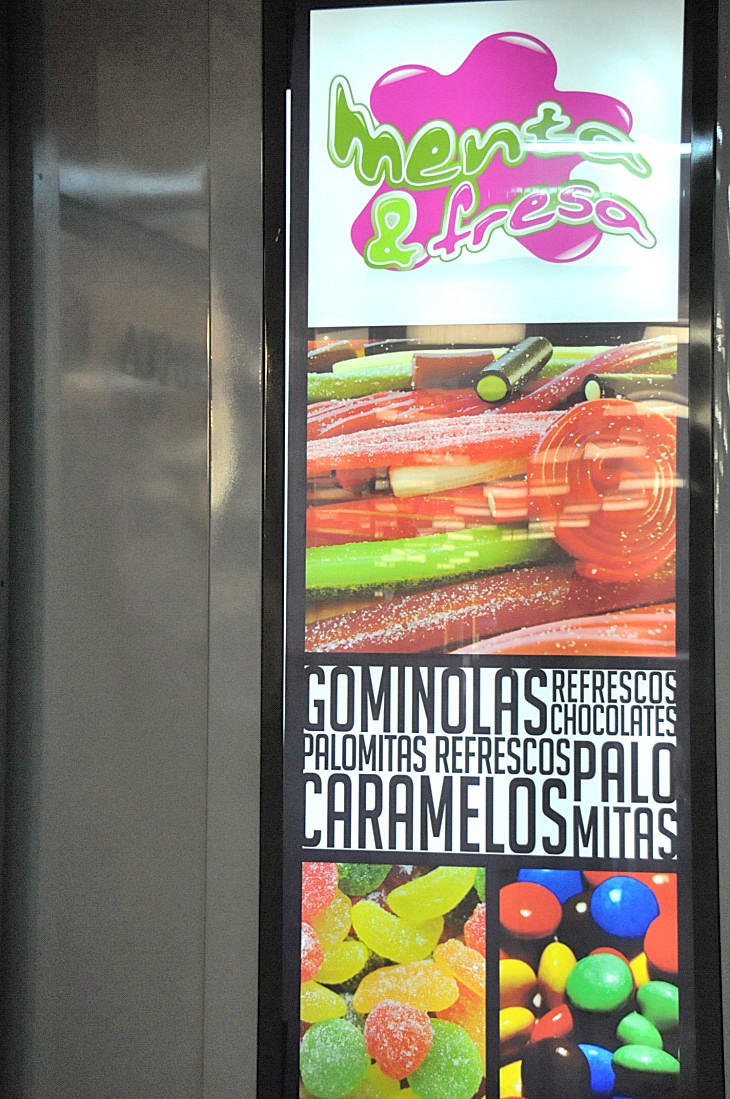 menta
& fresa
GOMINOLAS
REFRESCOS
CHOCOLATES
PALOMITAS REFRESCOS
CARAMELOS
PALO
MITAS